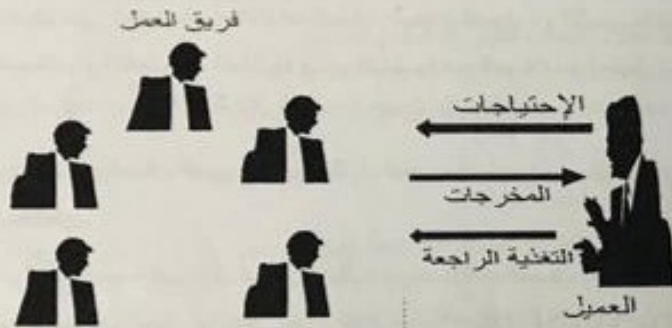 فريق العمل
الإحتياجات
المخرجات
التغذية الراجعة
العميل